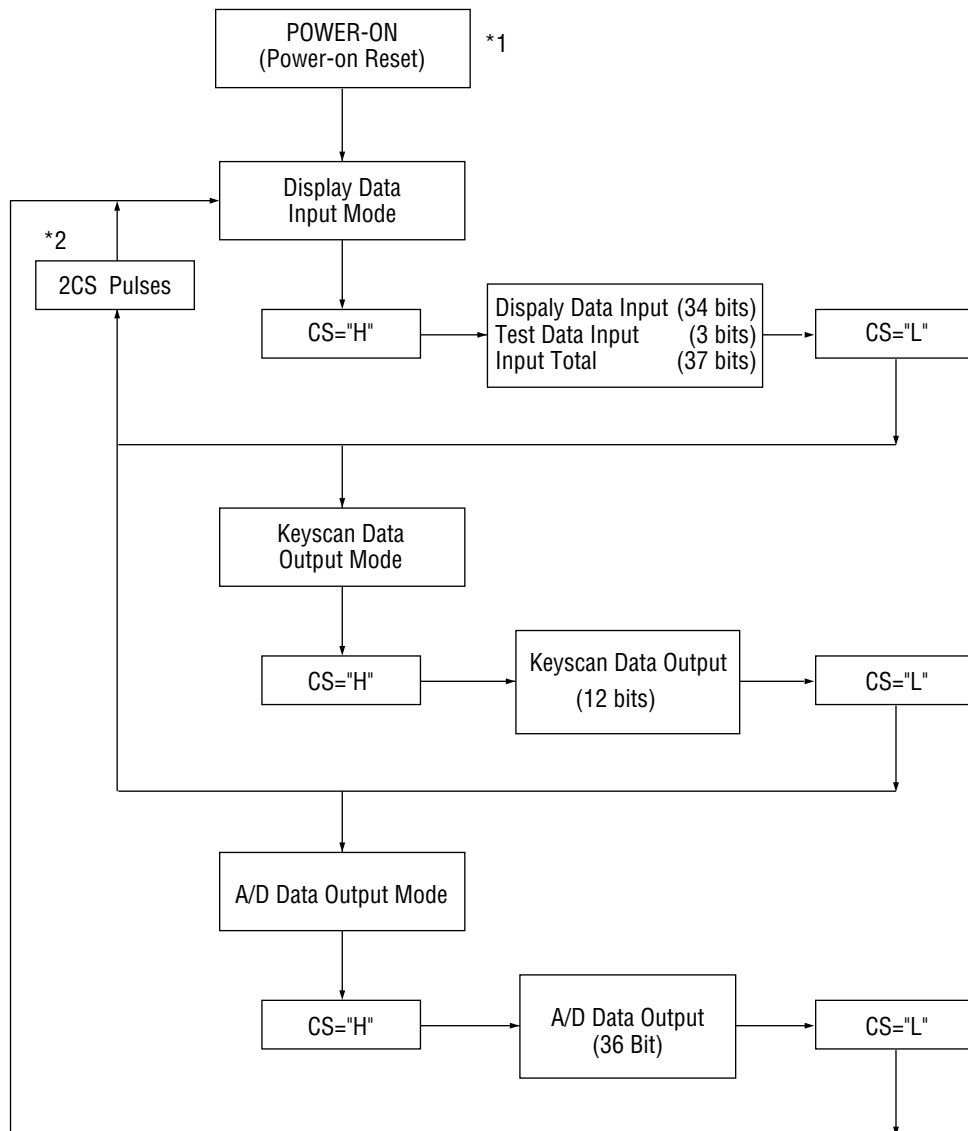 POWER-ON
(Power-on Reset)
*1
Display Data
Input Mode
*2
2CS Pulses
CS="H"
Dispaly Data Input (34 bits)
Test Data Input (3 bits)
Input Total (37 bits)
CS="L"
Keyscan Data
Output Mode
CS="H"
Keyscan Data Output
(12 bits)
CS="L"
A/D Data Output Mode
CS="H"
A/D Data Output
(36 Bit)
CS="L"